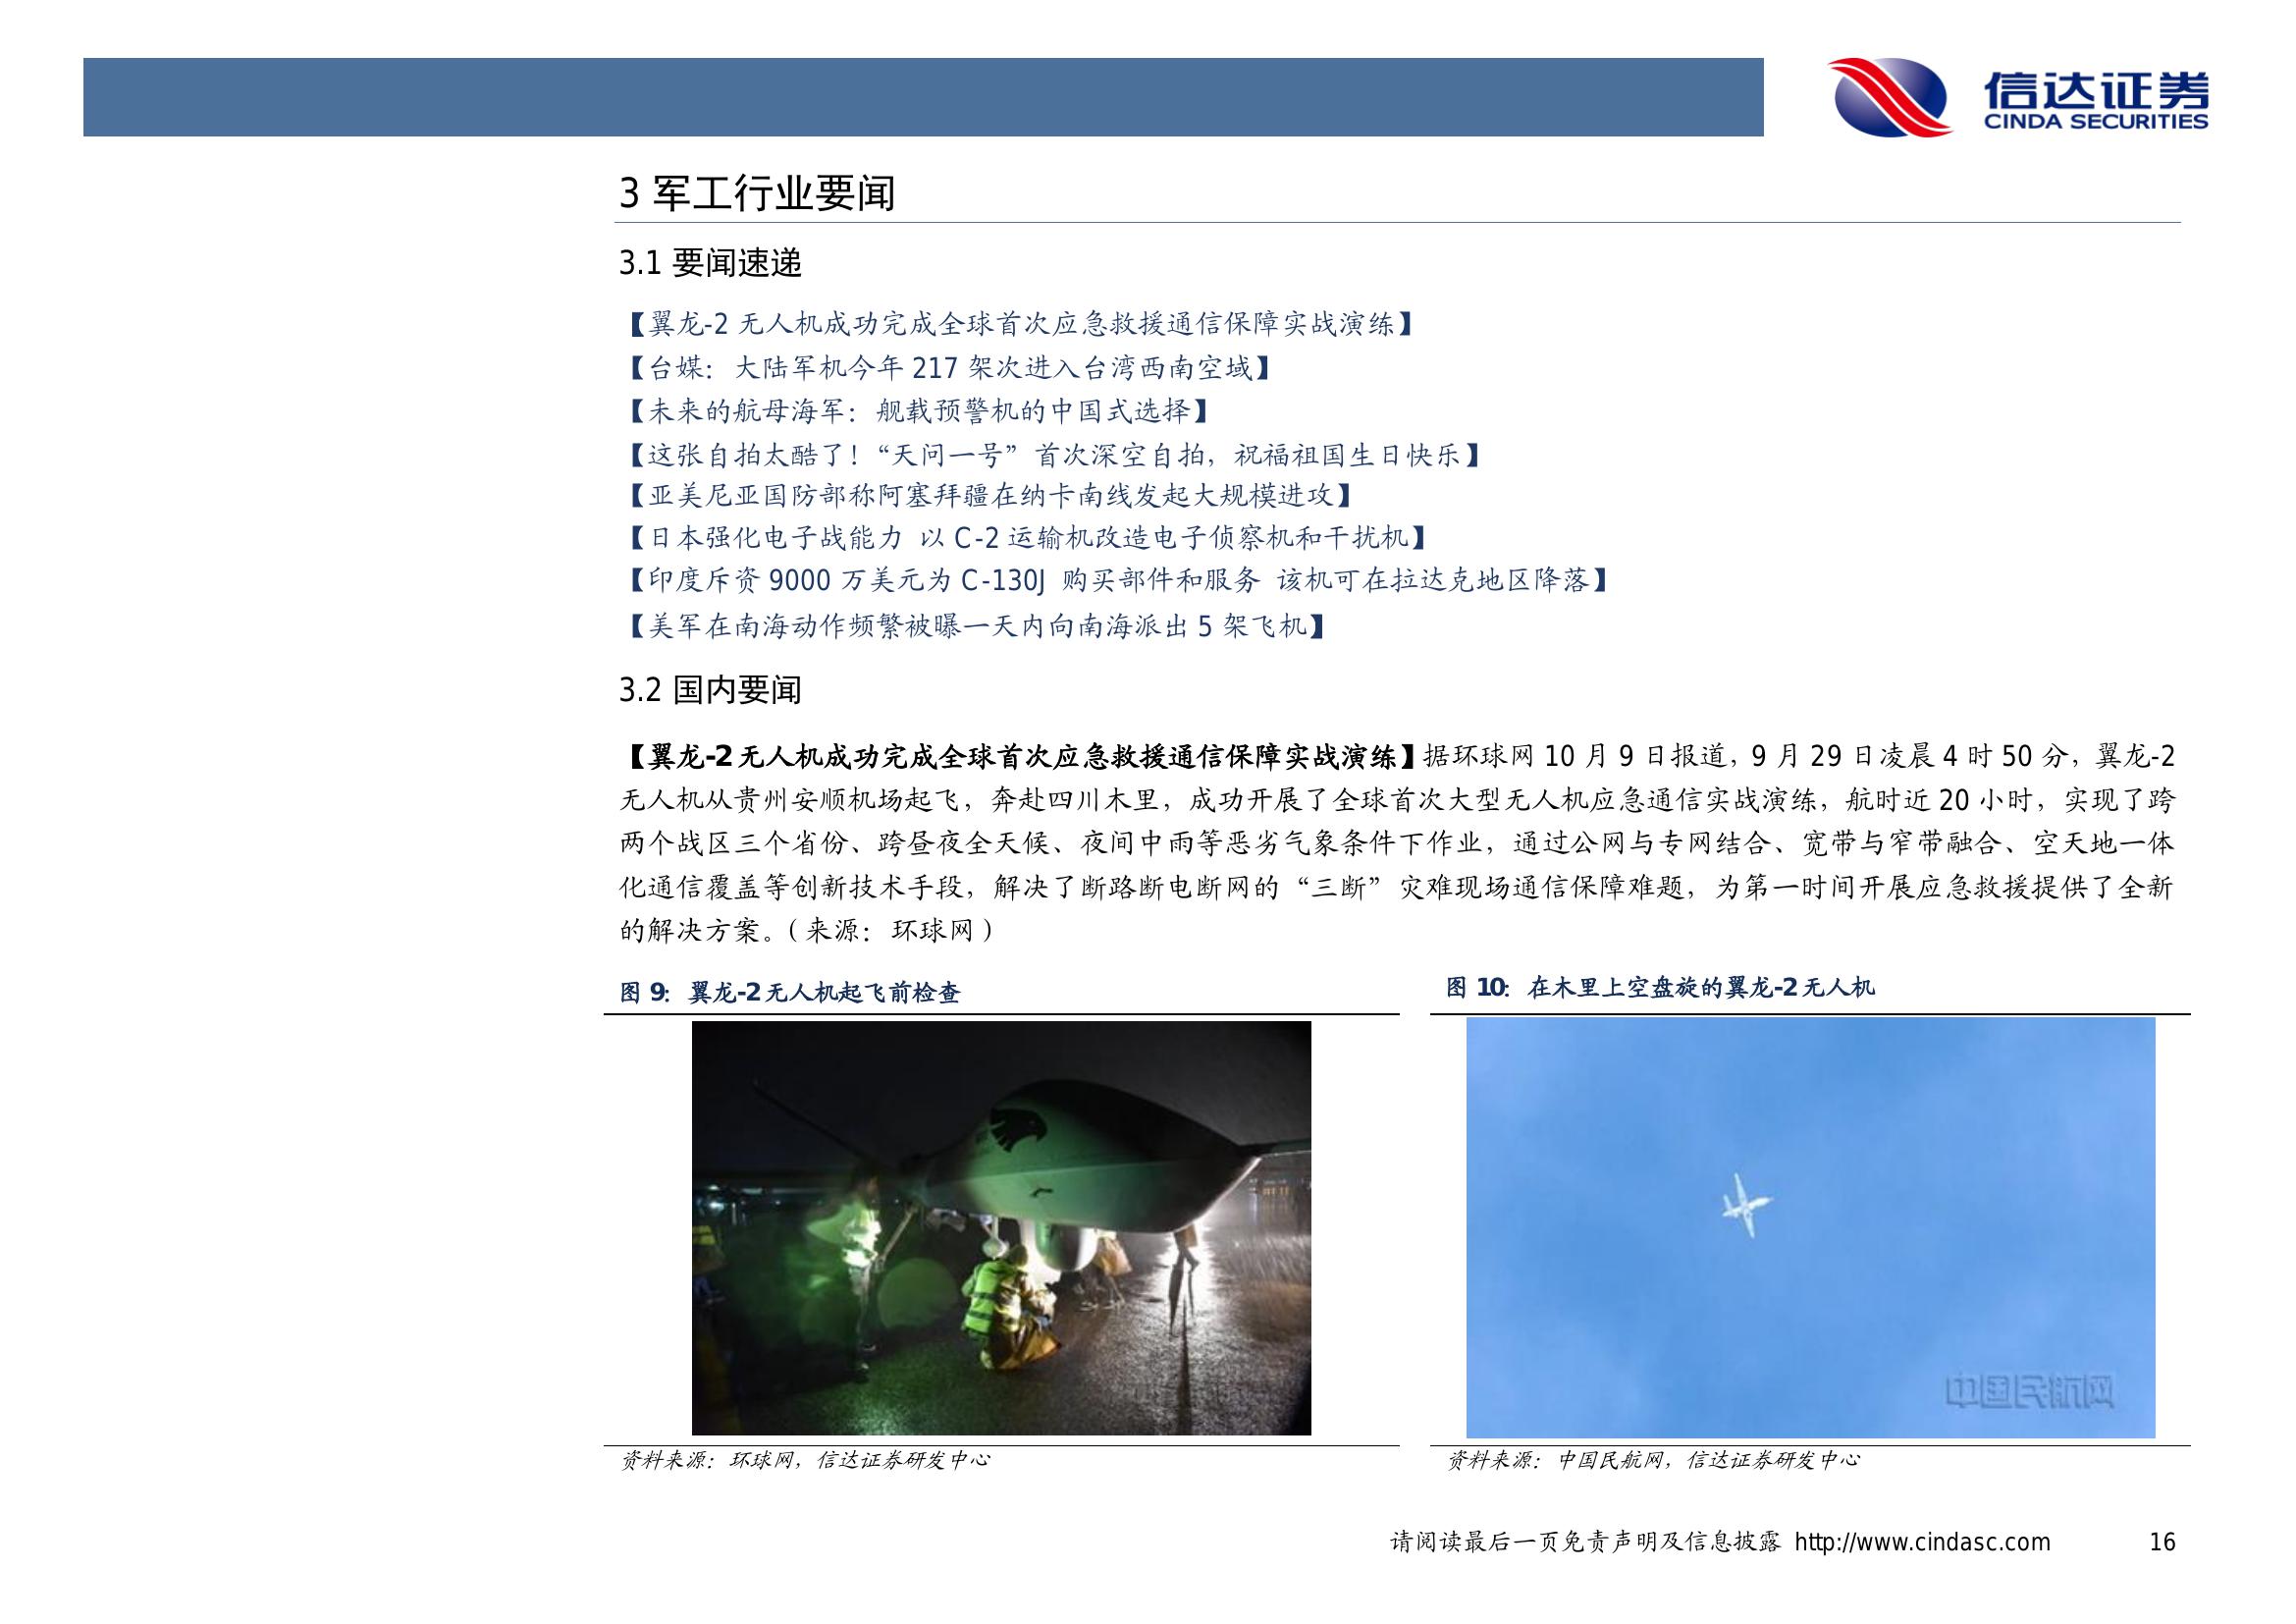 信达证券
CINDA SECURITIES
3 军工行业要闻
3.1 要闻速递
【翼龙-2 无人机成功完成全球首次应急救援通信保障实战演练】
【台媒：大陆军机今年 217 架次进入台湾西南空域】
【未来的航母海军：舰载预警机的中国式选择】
【这张自拍太酷了！“天问一号”首次深空自拍，祝福祖国生日快乐】
【亚美尼亚国防部称阿塞拜疆在纳卡南线发起大规模进攻】
【日本强化电子战能力 以 C-2 运输机改造电子侦察机和干扰机】
【印度斥资 9000 万美元为 C-130J 购买部件和服务 该机可在拉达克地区降落】
【美军在南海动作频繁被曝一天内向南海派出 5 架飞机】
3.2 国内要闻
【翼龙-2 无人机成功完成全球首次应急救援通信保障实战演练】据环球网 10 月 9 日报道，9 月 29 日凌晨 4 时 50 分，翼龙-2
无人机从贵州安顺机场起飞，奔赴四川木里，成功开展了全球首次大型无人机应急通信实战演练，航时近 20 小时，实现了跨
两个战区三个省份、跨昼夜全天候、夜间中雨等恶劣气象条件下作业，通过公网与专网结合、宽带与窄带融合、空天地一体
化通信覆盖等创新技术手段，解决了断路断电断网的“三断”灾难现场通信保障难题，为第一时间开展应急救援提供了全新
的解决方案。（来源：环球网）
图 9：翼龙-2 无人机起飞前检查
图 10：在木里上空盘旋的翼龙-2 无人机
中国民航网
资料来源：环球网，信达证券研发中心
资料来源：中国民航网，信达证券研发中心
请阅读最后一页免责声明及信息披露 http://www.cindasc.com 16